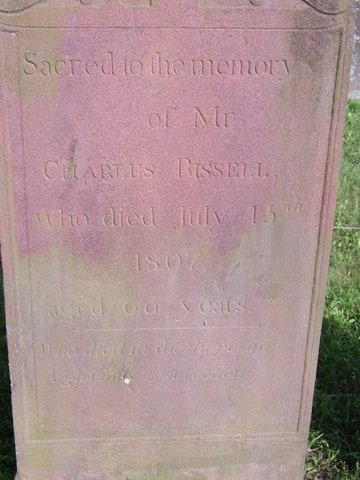 Sacred to the memory
of Mr
CHARLES BISSELL,
who died July 13th
1807
aged 66 years.
Who died in the hope of
A glorious resurrection